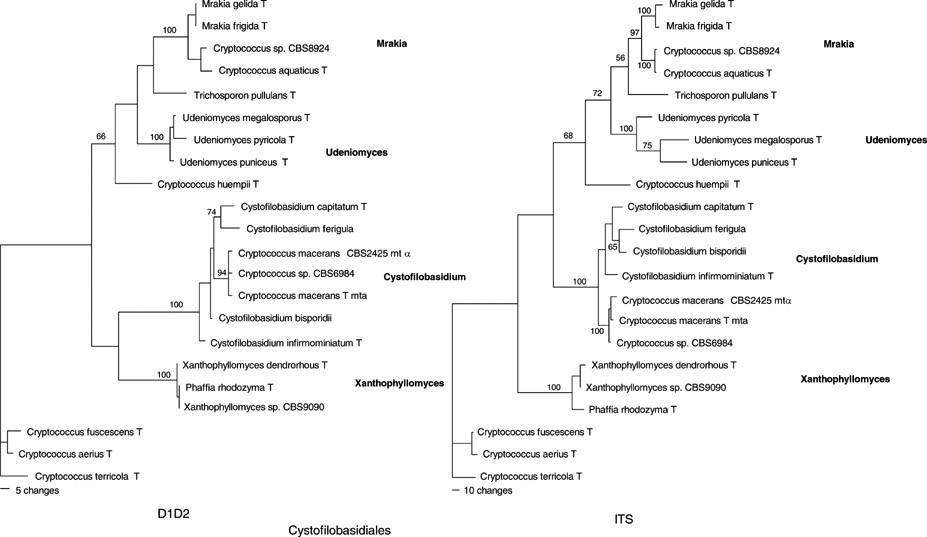 Mrakia gelida T
Mrakia frigida T
100
Mrakia
Cryptococcus sp. CBS8924
Cryptococcus aquaticus T
Trichosporon pullulans T
Udeniomyces megalosporus T
100
Udeniomyces pyricola T
66
Udeniomyces
Udeniomyces puniceus T
Cryptococcus huempii T
Cystofilobasidium capitatum T
74
Cystofilobasidium ferigula
Cryptococcus macerans CBS2425 mt α
94
Cryptococcus sp. CBS6984
Cystofilobasidium
Cryptococcus macerans T mta
100
Cystofilobasidium bisporidii
Cystofilobasidium infirmominiatum T
Xanthophyllomyces dendrorhous T
100
Phaffia rhodozyma T
Xanthophyllomyces
Xanthophyllomyces sp. CBS9090
Cryptococcus fuscescens T
Cryptococcus aerius T
Cryptococcus terricola T
5 changes
D1D2
Mrakia gelida T
100
Mrakia frigida T
97
Mrakia
Cryptococcus sp. CBS8924
56
100
Cryptococcus aquaticus T
72
Trichosporon pullulans T
Udeniomyces pyricola T
100
68
Udeniomyces megalosporus T
Udeniomyces
75
Udeniomyces puniceus T
Cryptococcus huempii T
Cystofilobasidium capitatum T
Cystofilobasidium ferigula
65
Cystofilobasidium bisporidii
Cystofilobasidium
Cystofilobasidium infirmominiatum T
100
Cryptococcus macerans CBS2425 mtα
Cryptococcus macerans T mta
100
Cryptococcus sp. CBS6984
Xanthophyllomyces dendrorhous T
Xanthophyllomyces
100
Xanthophyllomyces sp. CBS9090
Phaffia rhodozyma T
Cryptococcus fuscescens T
Cryptococcus aerius T
Cryptococcus terricola T
10 changes
ITS
Cystofilobasidiales